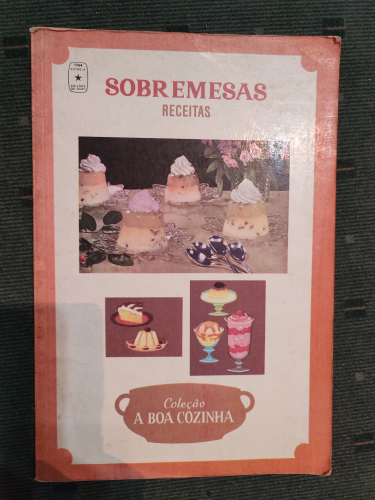 SOBREMESAS
RECEITAS
Coleção
A BOA COZINHA